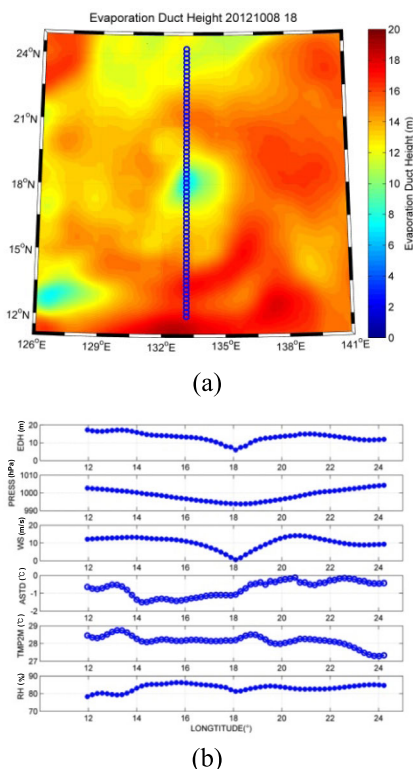 Evaporation Duct Height 20121008 18
24°N
21°N
18°N
15°N
12°N
126°E 129°E 132°E 135°E 138°E 141°E
20
18
16
14
12
10
8
6
4
2
0
Evaporation Duct Height (m)
(a)
EDH (m)
20
10
0
12 14 16 18 20 22 24
PRESS (hPa)
1010
1000
990
12 14 16 18 20 22 24
WS (m/s)
20
10
0
12 14 16 18 20 22 24
ASTD (℃)
0
-1
-2
12 14 16 18 20 22 24
TMP2M (℃)
29
28
27
12 14 16 18 20 22 24
RH (%)
90
80
70
12 14 16 18 20 22 24
LONGTITUDE(°)
(b)